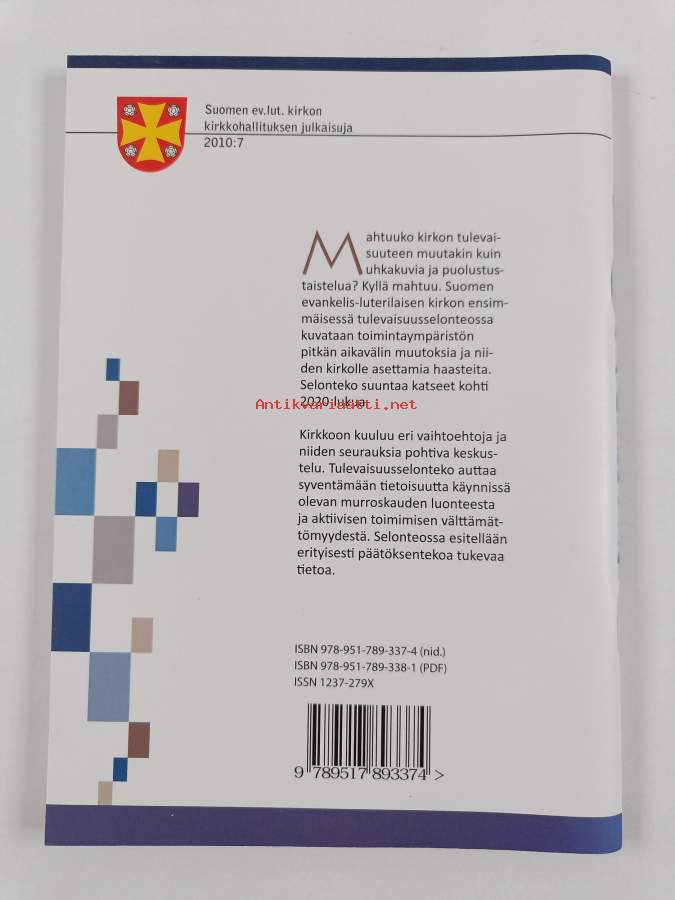 Suomen ev.lut. kirkon
kirkkohallituksen julkaisuja
2010:7
Mahtuuko kirkon tulevai-
suuteen muutakin kuin
uhkakuvia ja puolustus-
taistelua? Kyllä mahtuu. Suomen
evankelis-luterilaisen kirkon ensim-
mäisessä tulevaisuusselonteossa
kuvataan toimintaympäristön
pitkän aikavälin muutoksia ja nii-
den kirkolle asettamia haasteita.
Selonteko suuntaa katseet kohti
2020-lukua.
Antikvariaatti.net
Kirkkoon kuuluu eri vaihtoehtoja ja
niiden seurauksia pohtiva keskus-
telu. Tulevaisuusselonteko auttaa
syventämään tietoisuutta käynnissä
olevan murroskauden luonteesta
ja aktiivisen toimimisen välttämät-
tömyydestä. Selonteossa esitellään
erityisesti päätöksentekoa tukevaa
tietoa.
ISBN 978-951-789-337-4 (nid.)
ISBN 978-951-789-338-1 (PDF)
ISSN 1237-279X
9 789517 893374 >